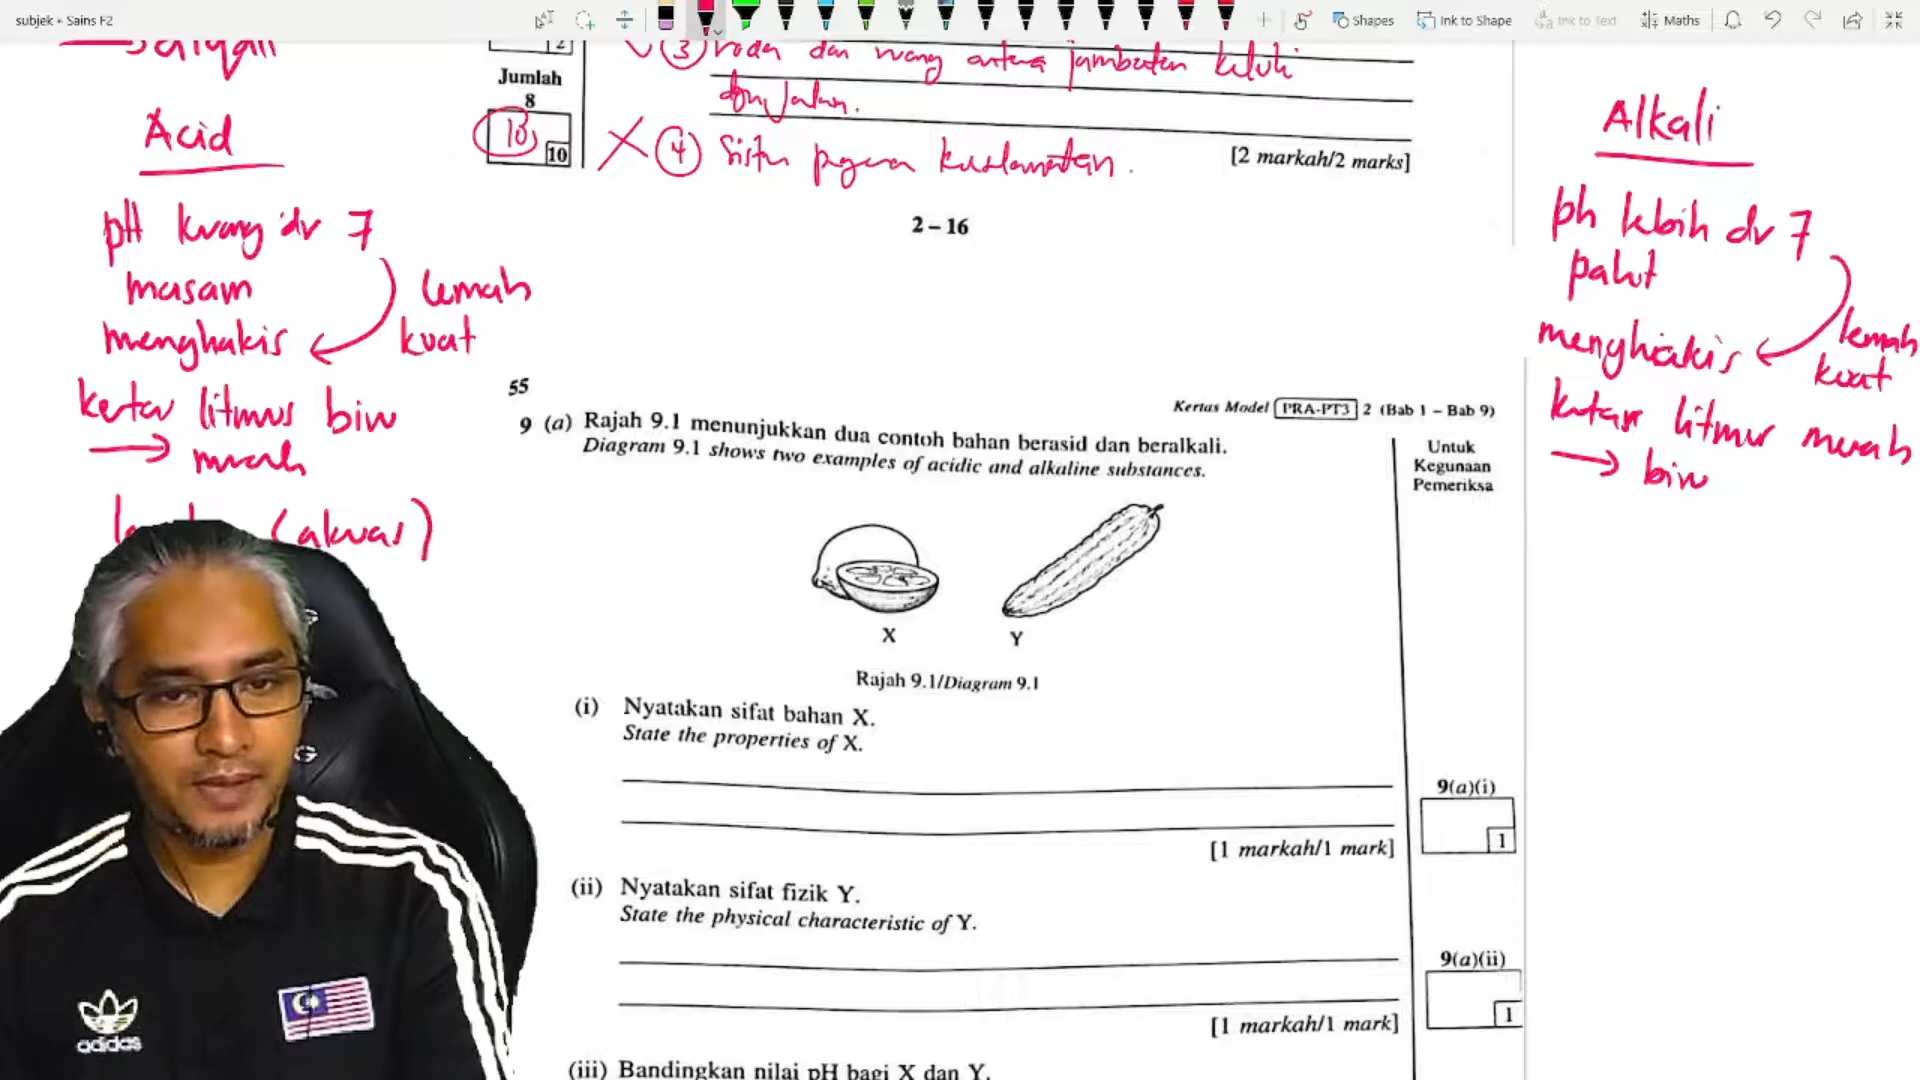 subjek • Sains F2
Shapes
Ink to Shape
Ink to Text
Maths
Jumlah
8
10
10
3 roda dan ruang antara jambatan keluli
dan jalan.
4
[2 markah/2 marks]
2 – 16
Acid
pH kurang dr 7
masam
menghakis
lemah
kuat
kertas litmus biru
→ merah
(akuas)
Alkali
ph lebih dr 7
pahit
menghakis
lemah
kuat
kertas litmus merah
→ biru
55
Kertas Model PRA-PT3 2 (Bab 1 – Bab 9)
9 (a) Rajah 9.1 menunjukkan dua contoh bahan berasid dan beralkali.
Diagram 9.1 shows two examples of acidic and alkaline substances.
Untuk
Kegunaan
Pemeriksa
X
Y
Rajah 9.1/Diagram 9.1
(i) Nyatakan sifat bahan X.
State the properties of X.
9(a)(i)
1
[1 markah/1 mark]
(ii) Nyatakan sifat fizik Y.
State the physical characteristic of Y.
9(a)(ii)
1
[1 markah/1 mark]
(iii) Bandingkan nilai pH bagi X dan Y.
adidas